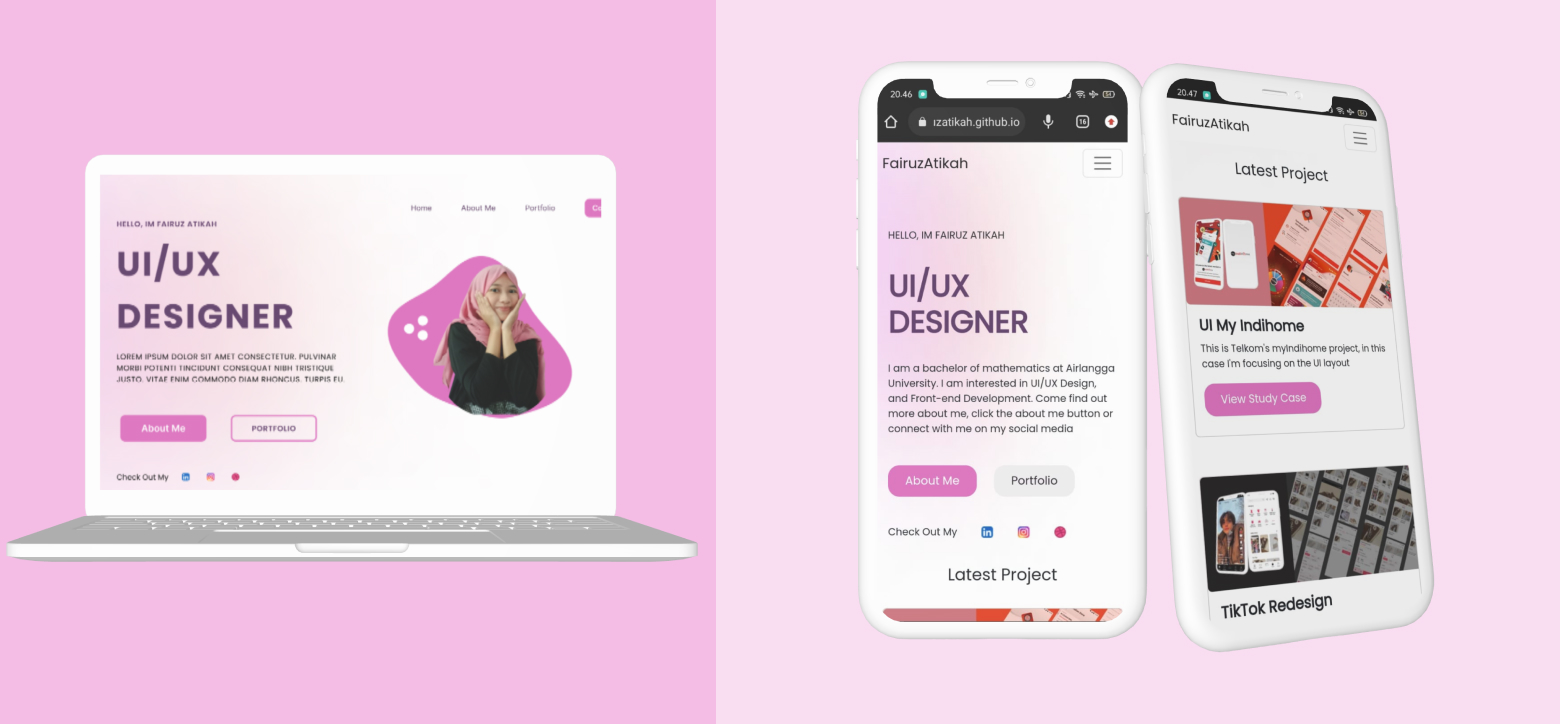 Home About Me Portfolio Co
HELLO, IM FAIRUZ ATIKAH
UI/UX
DESIGNER
LOREM IPSUM DOLOR SIT AMET CONSECTETUR. PULVINAR
MORBI POTENTI TINCIDUNT CONSEQUAT NIBH TRISTIQUE
JUSTO. VITAE ENIM COMMODO DIAM RHONCUS. TURPIS EU.
About Me PORTFOLIO
Check Out My
20.46
izatikah.github.io 16
FairuzAtikah
HELLO, IM FAIRUZ ATIKAH
UI/UX
DESIGNER
I am a bachelor of mathematics at Airlangga
University. I am interested in UI/UX Design,
and Front-end Development. Come find out
more about me, click the about me button or
connect with me on my social media
About Me Portfolio
Check Out My
Latest Project
20.47
FairuzAtikah
Latest Project
UI My Indihome
This is Telkom's myIndihome project, in this
case i'm focusing on the UI layout
View Study Case
TikTok Redesign